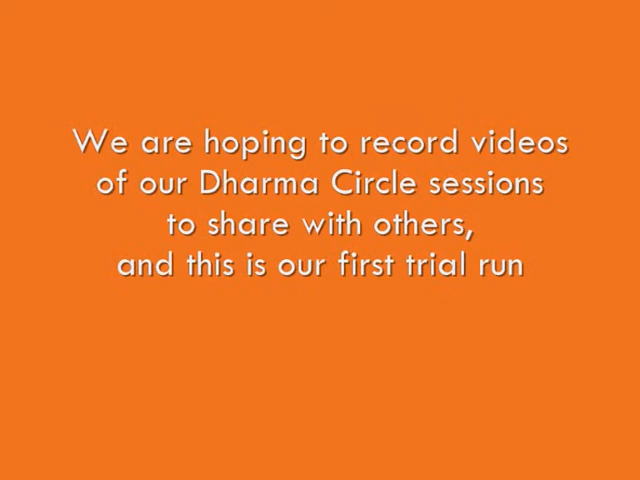 We are hoping to record videos
of our Dharma Circle sessions
to share with others,
and this is our first trial run